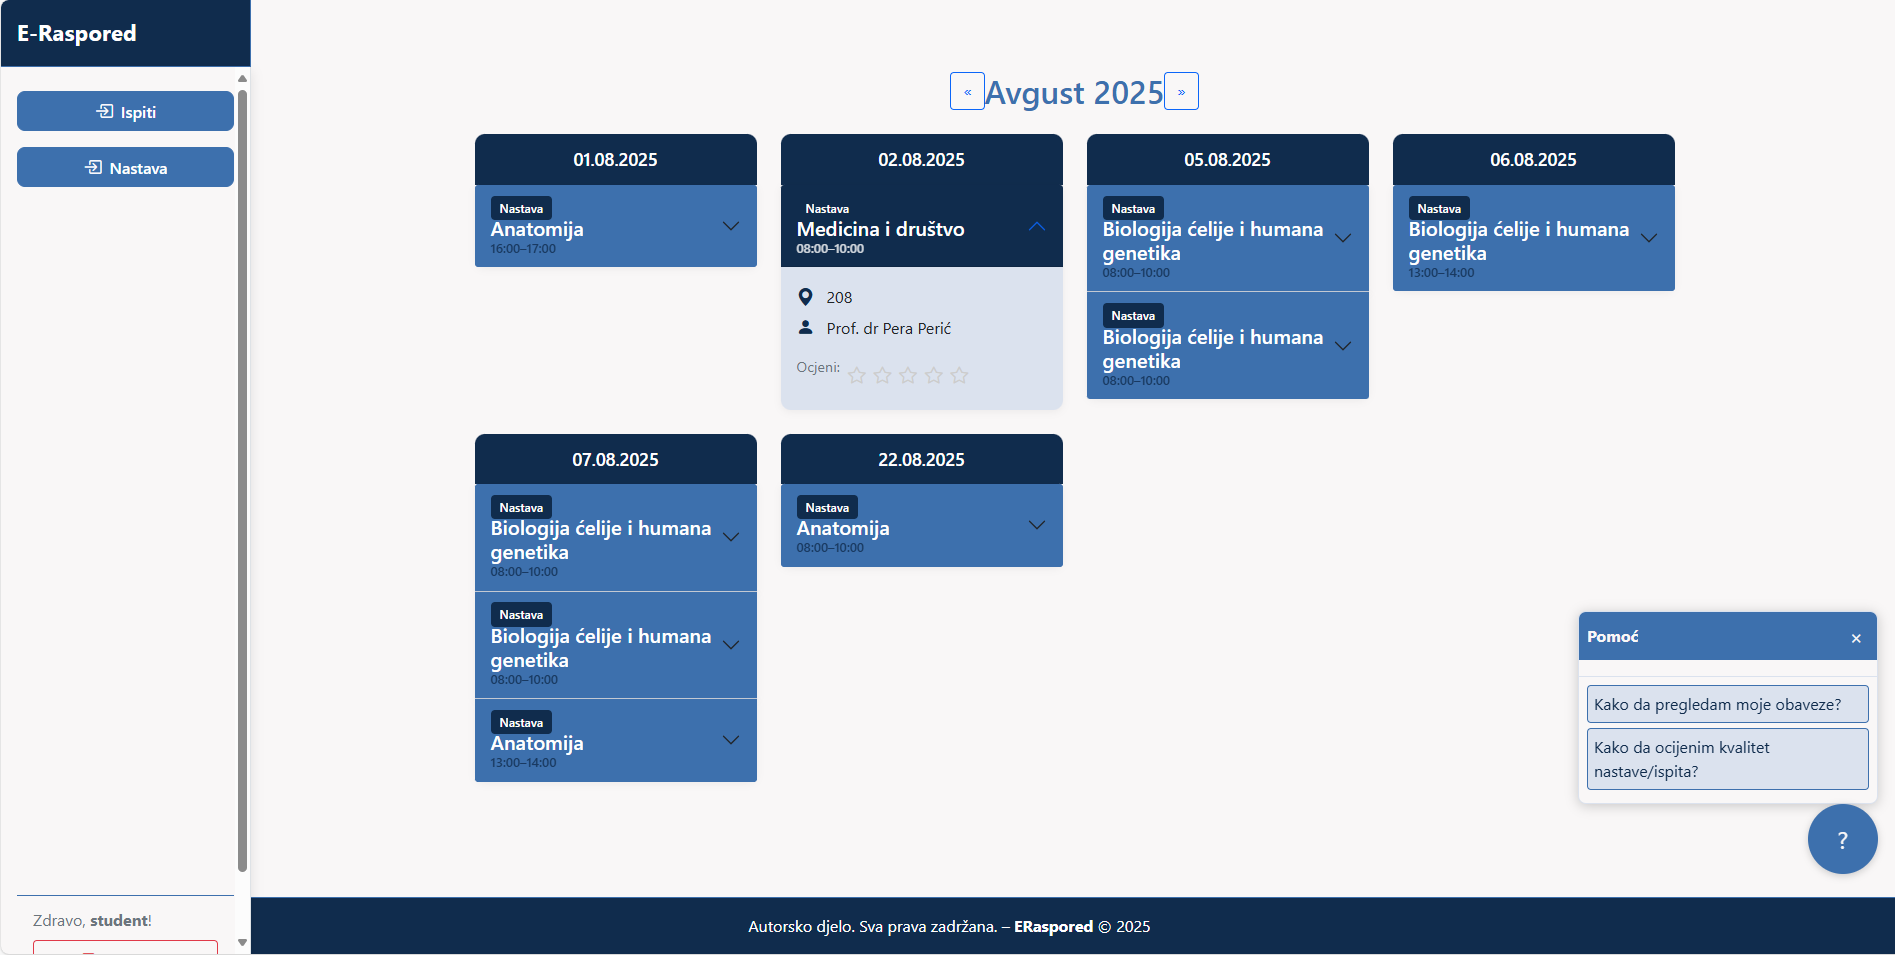 E-Raspored
Ispiti
Nastava
Zdravo, student!
« Avgust 2025 »
01.08.2025
Nastava
Anatomija
16:00–17:00
02.08.2025
Nastava
Medicina i društvo
08:00–10:00
208
Prof. dr Pera Perić
Ocjeni:
05.08.2025
Nastava
Biologija ćelije i humana
genetika
08:00–10:00
Nastava
Biologija ćelije i humana
genetika
08:00–10:00
06.08.2025
Nastava
Biologija ćelije i humana
genetika
13:00–14:00
07.08.2025
Nastava
Biologija ćelije i humana
genetika
08:00–10:00
Nastava
Biologija ćelije i humana
genetika
08:00–10:00
Nastava
Anatomija
13:00–14:00
22.08.2025
Nastava
Anatomija
08:00–10:00
Pomoć ×
Kako da pregledam moje obaveze?
Kako da ocijenim kvalitet
nastave/ispita?
?
Autorsko djelo. Sva prava zadržana. – ERaspored © 2025